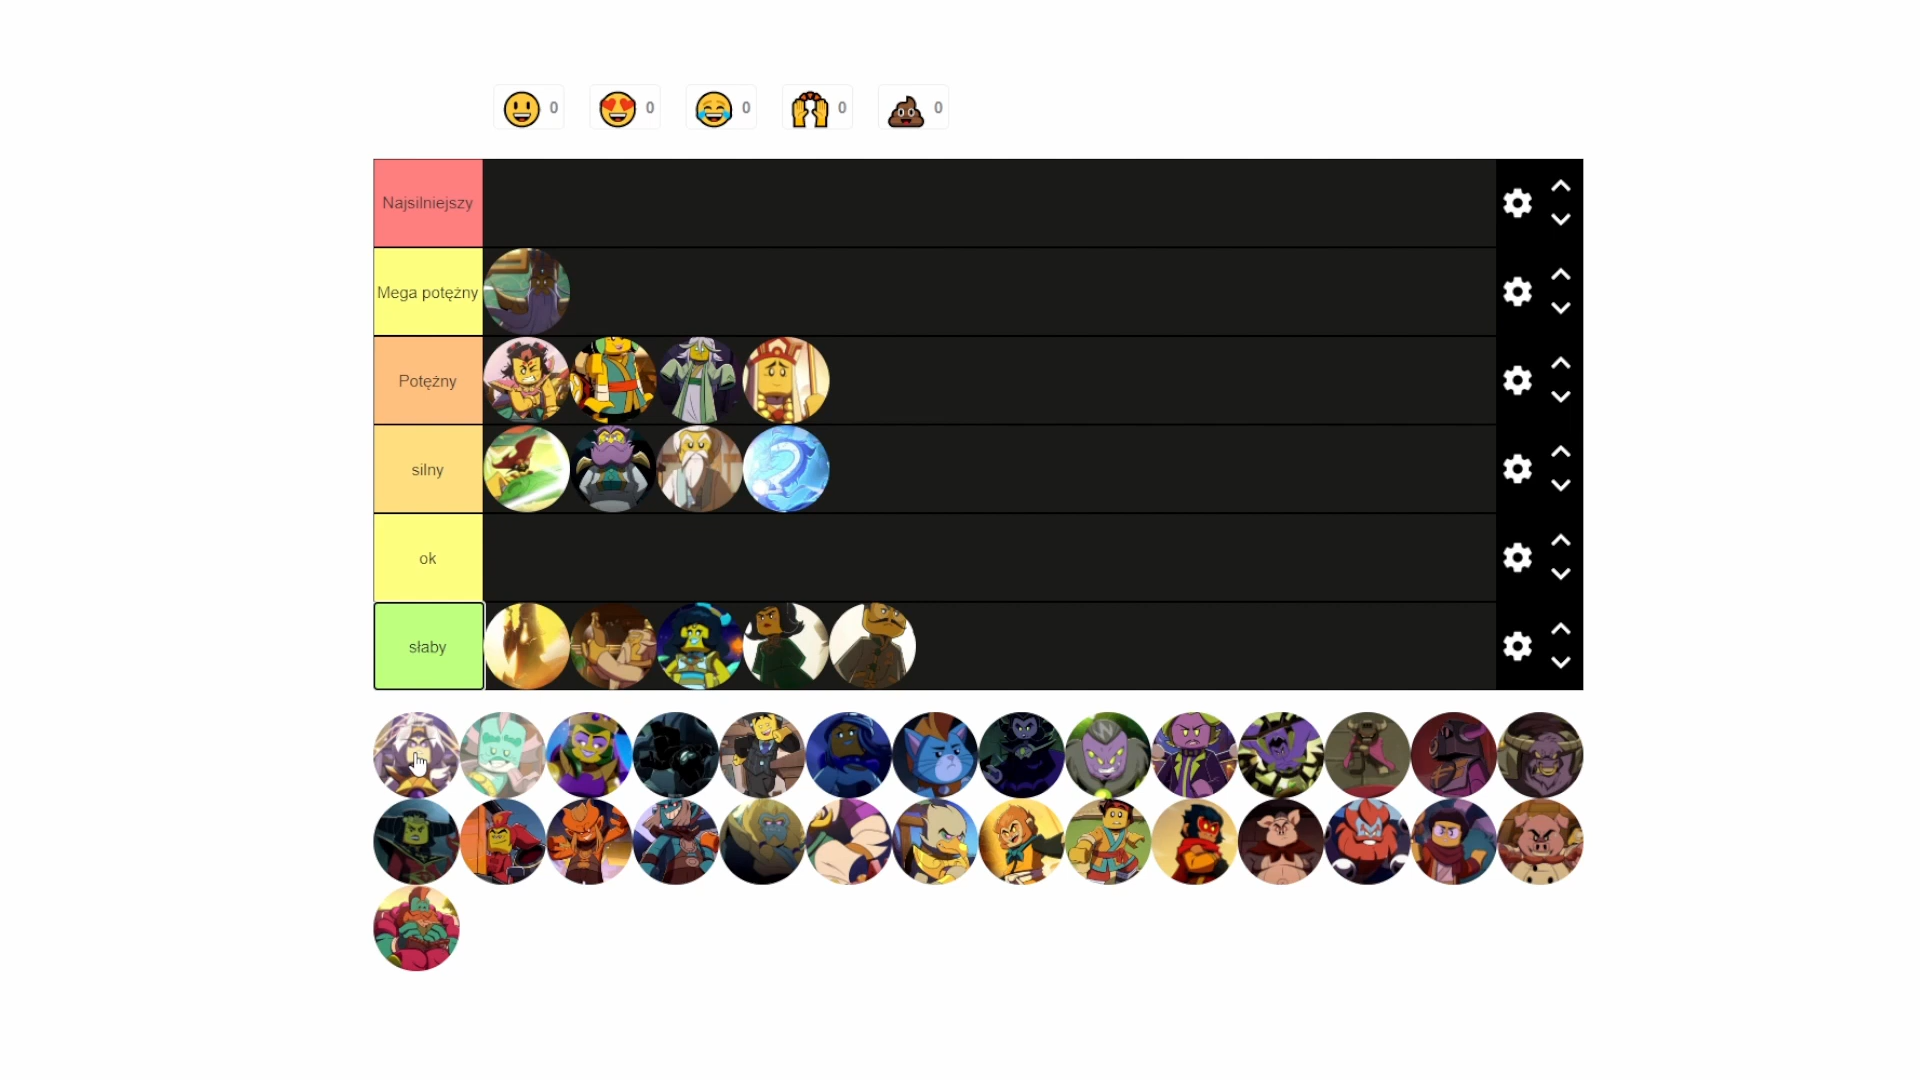 0 0 0 0 0
Najsilniejszy
Mega potężny
Potężny
silny
ok
słaby